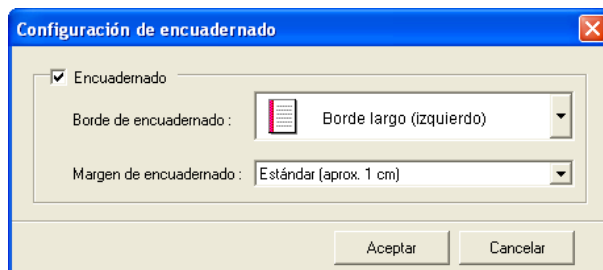 Configuración de encuadernado
Encuadernado
Borde de encuadernado : Borde largo (izquierdo)
Margen de encuadernado : Estándar (aprox. 1 cm)
Aceptar Cancelar